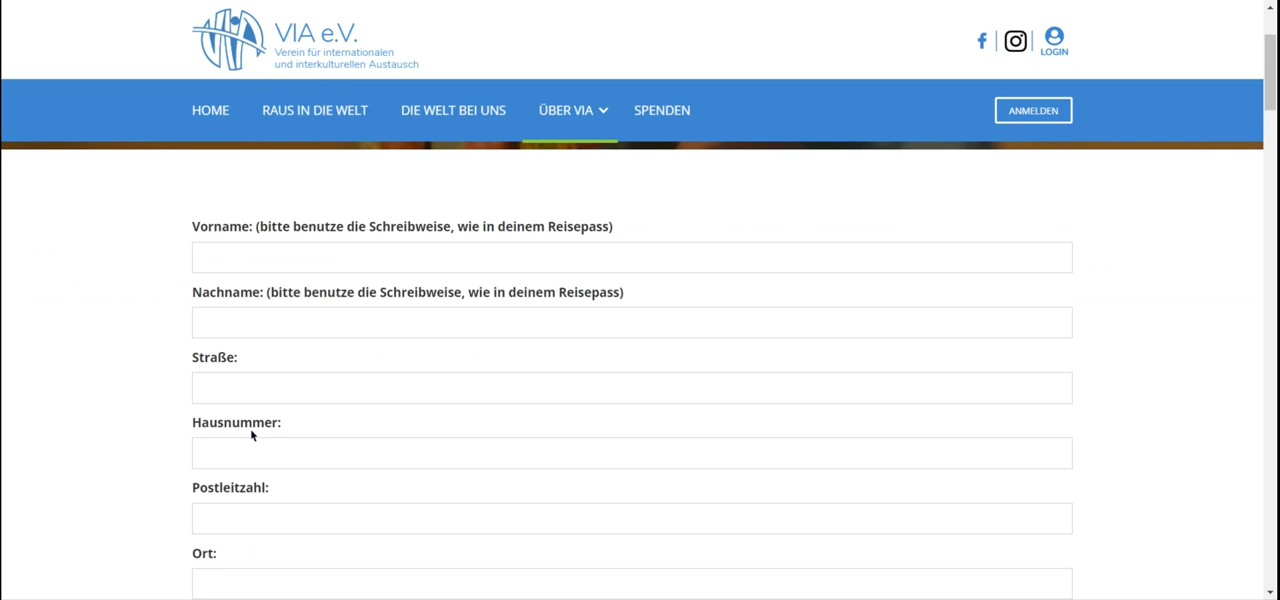 VIA e.V.
Verein für internationalen
und interkulturellen Austausch
LOGIN
HOME RAUS IN DIE WELT DIE WELT BEI UNS ÜBER VIA SPENDEN ANMELDEN
Vorname: (bitte benutze die Schreibweise, wie in deinem Reisepass)
Nachname: (bitte benutze die Schreibweise, wie in deinem Reisepass)
Straße:
Hausnummer:
Postleitzahl:
Ort: